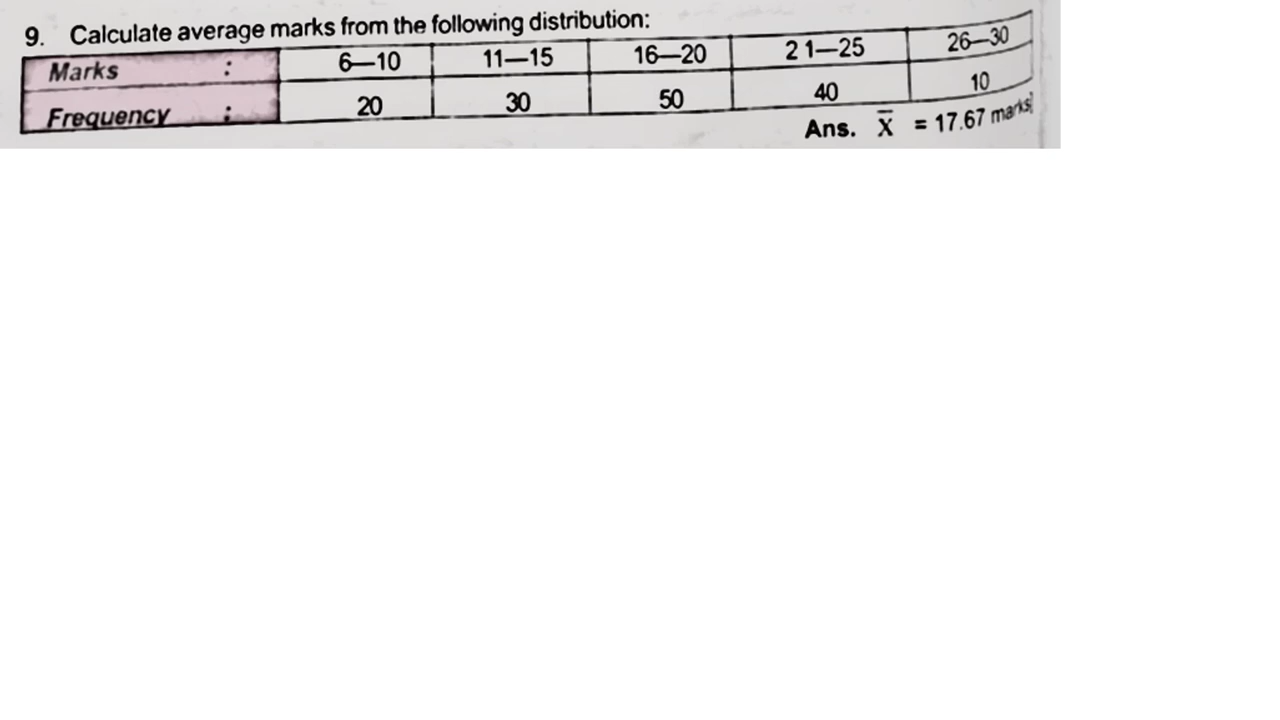 9. Calculate average marks from the following distribution:
Marks : 6—10 11—15 16—20 21—25 26—30
Frequency : 20 30 50 40 10
Ans. X̅ = 17.67 marks]